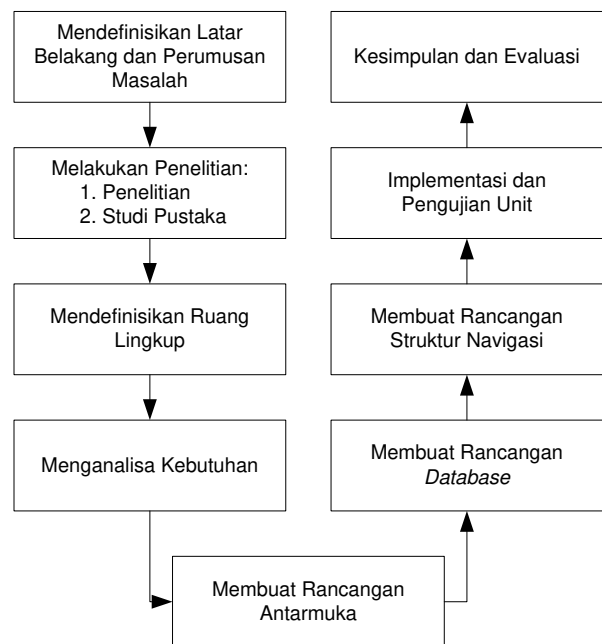 Mendefinisikan Latar
Belakang dan Perumusan
Masalah
Melakukan Penelitian:
1. Penelitian
2. Studi Pustaka
Mendefinisikan Ruang
Lingkup
Menganalisa Kebutuhan
Membuat Rancangan
Antarmuka
Membuat Rancangan
Database
Membuat Rancangan
Struktur Navigasi
Implementasi dan
Pengujian Unit
Kesimpulan dan Evaluasi